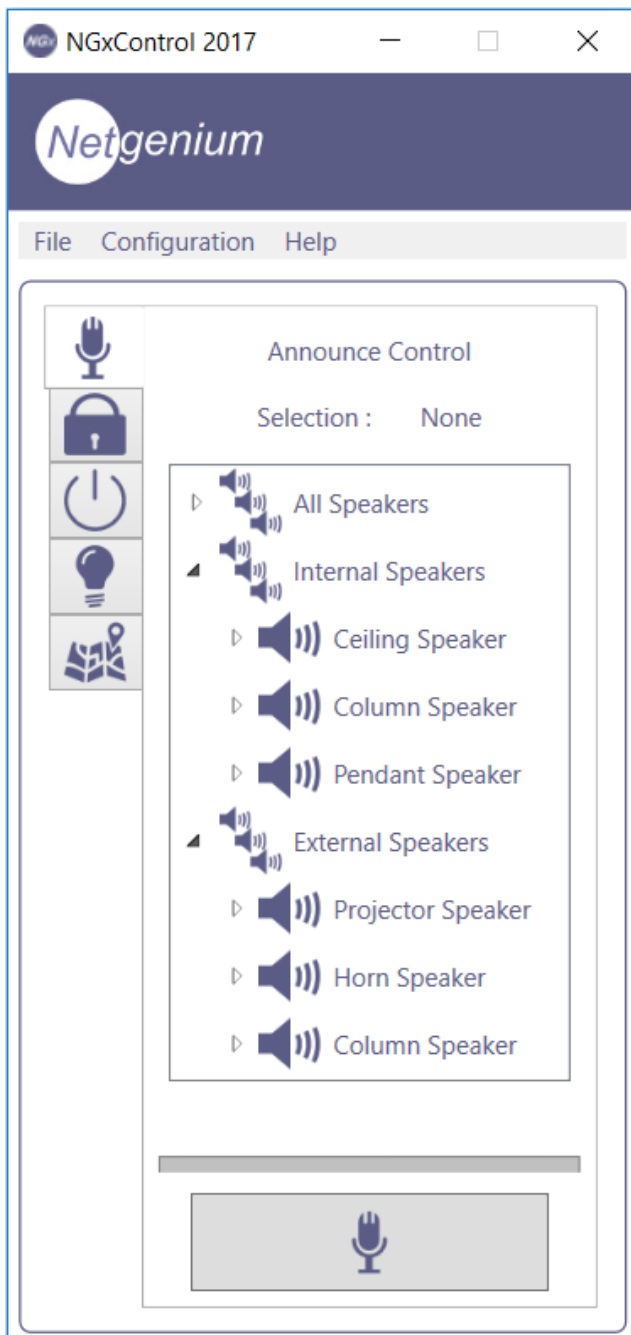 NGx NGxControl 2017
Netgenium
File Configuration Help
Announce Control
Selection : None
All Speakers
Internal Speakers
Ceiling Speaker
Column Speaker
Pendant Speaker
External Speakers
Projector Speaker
Horn Speaker
Column Speaker